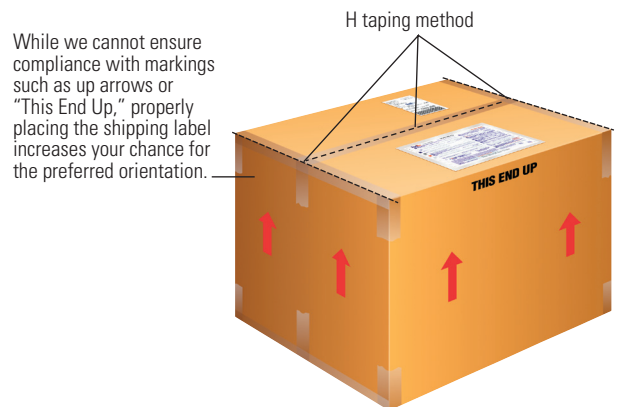 H taping method
While we cannot ensure
compliance with markings
such as up arrows or
“This End Up,” properly
placing the shipping label
increases your chance for
the preferred orientation.
THIS END UP